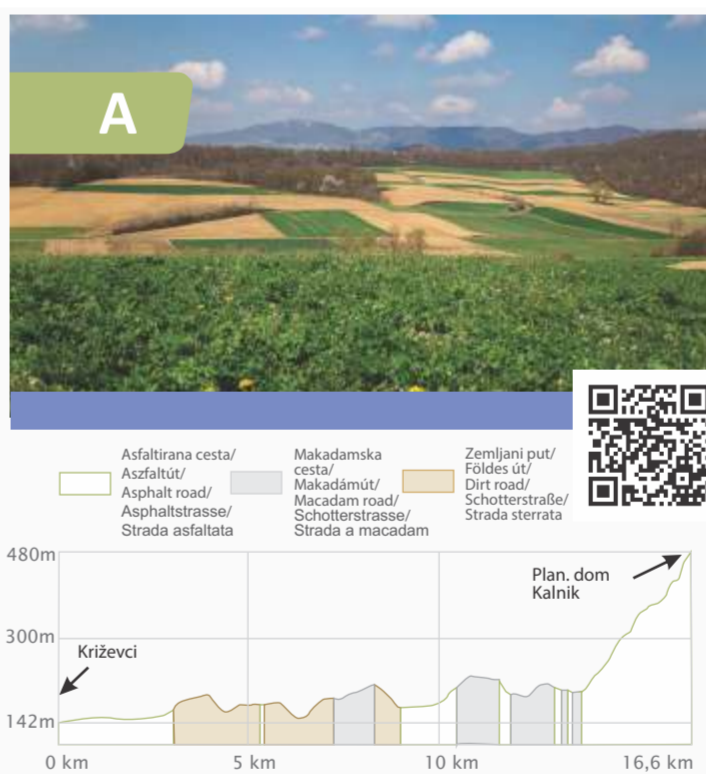 A
Asfaltirana cesta/
Aszfaltút/
Asphalt road/
Asphaltstrasse/
Strada asfaltata
Makadamska
cesta/
Makadámút/
Macadam road/
Schotterstrasse/
Strada a macadam
Zemljani put/
Földes út/
Dirt road/
Schotterstraße/
Strada sterrata
480m
Plan. dom
Kalnik
300m
Križevci
142m
0 km
5 km
10 km
16,6 km